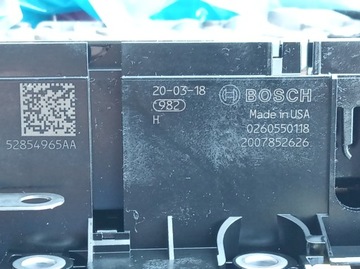 20-03-18
982
H
BOSCH
Made in USA
0260550118
2007852626
52854965AA